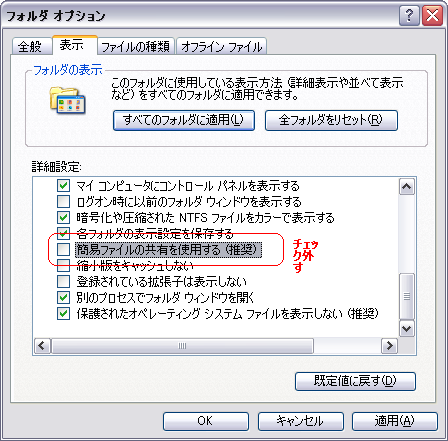 フォルダ オプション
全般
表示
ファイルの種類
オフライン ファイル
フォルダの表示
このフォルダに使用している表示方法 (詳細表示や並べて表示
など) をすべてのフォルダに適用できます。
すべてのフォルダに適用(L)
全フォルダをリセット(R)
詳細設定:
マイ コンピュータにコントロール パネルを表示する
ログオン時に以前のフォルダ ウィンドウを表示する
暗号化や圧縮された NTFS ファイルをカラーで表示する
各フォルダの表示設定を保存する
簡易ファイルの共有を使用する (推奨)
チェッ
ク外
す
縮小版をキャッシュしない
登録されている拡張子は表示しない
別のプロセスでフォルダ ウィンドウを開く
保護されたオペレーティング システム ファイルを表示しない (推奨)
既定値に戻す(D)
OK
キャンセル
適用(A)